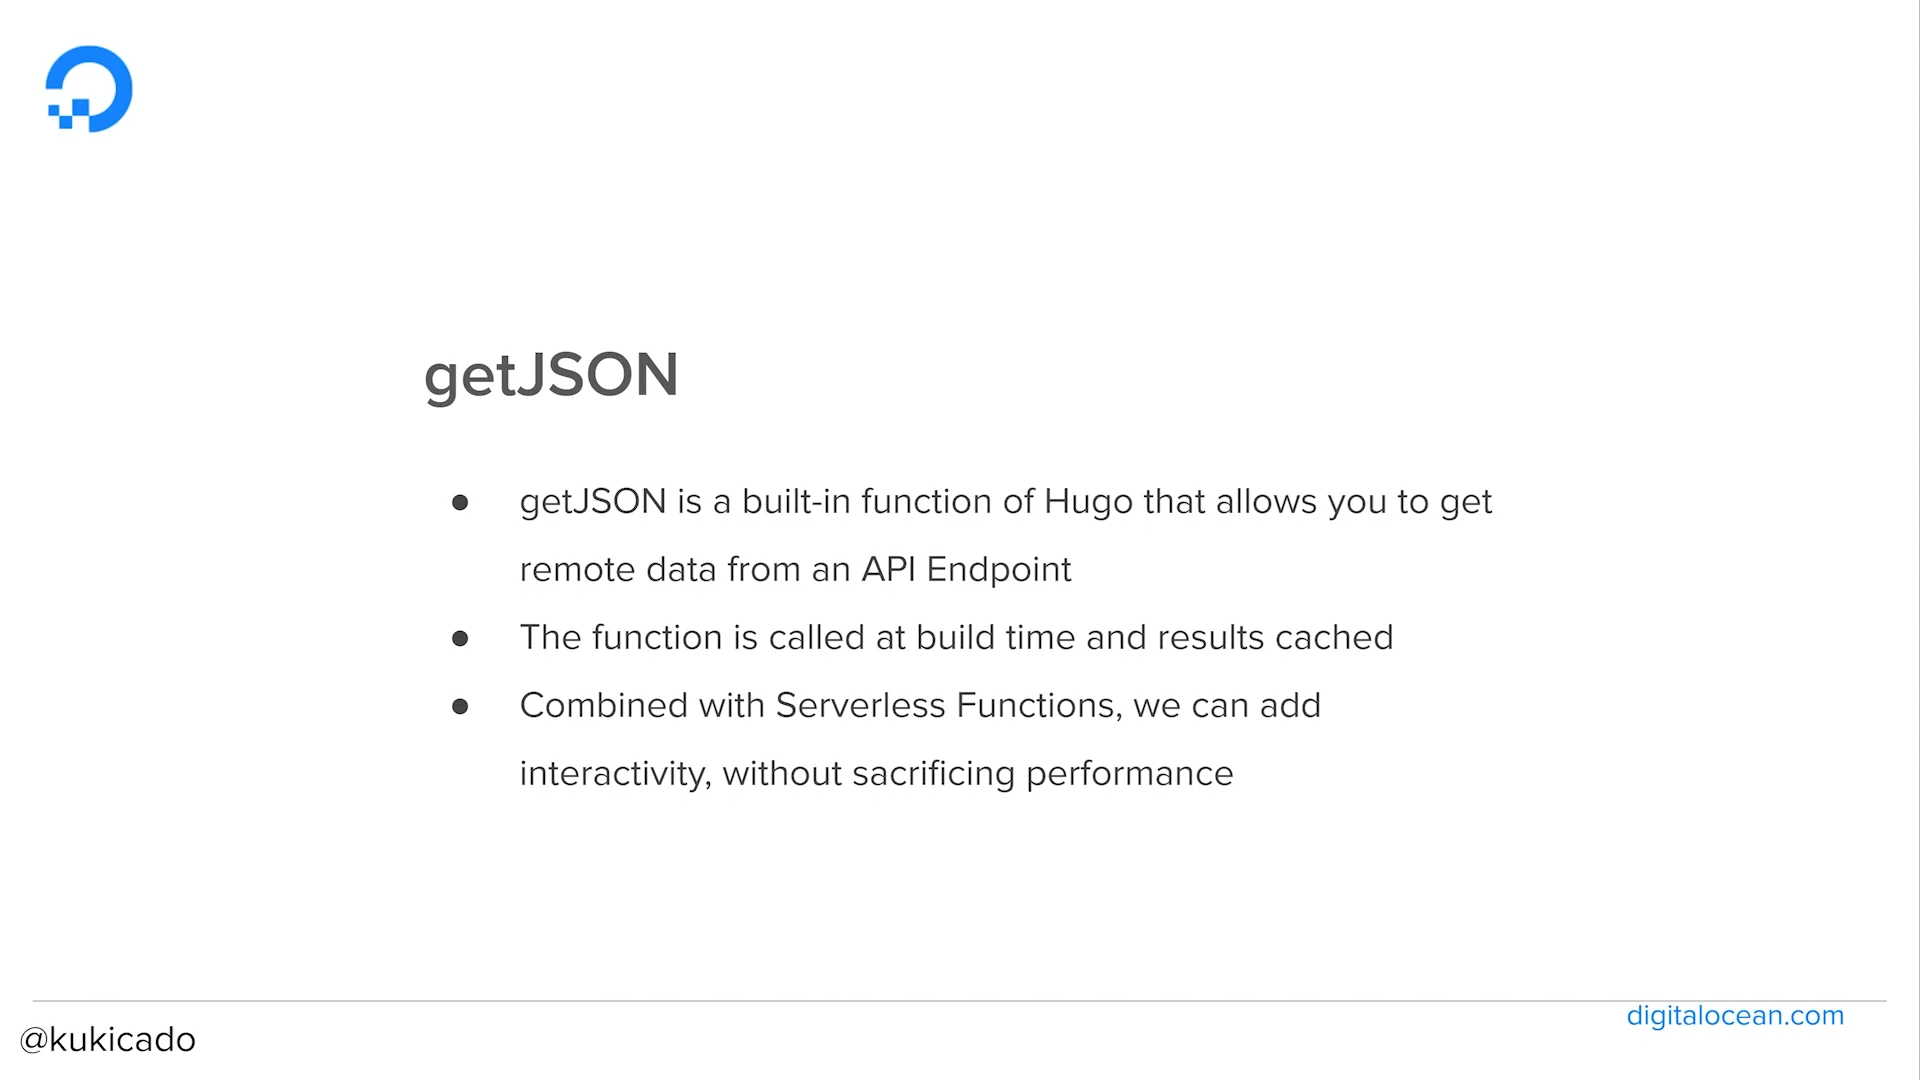 getJSON
● getJSON is a built-in function of Hugo that allows you to get
remote data from an API Endpoint
● The function is called at build time and results cached
● Combined with Serverless Functions, we can add
interactivity, without sacrificing performance
digitalocean.com
@kukicado